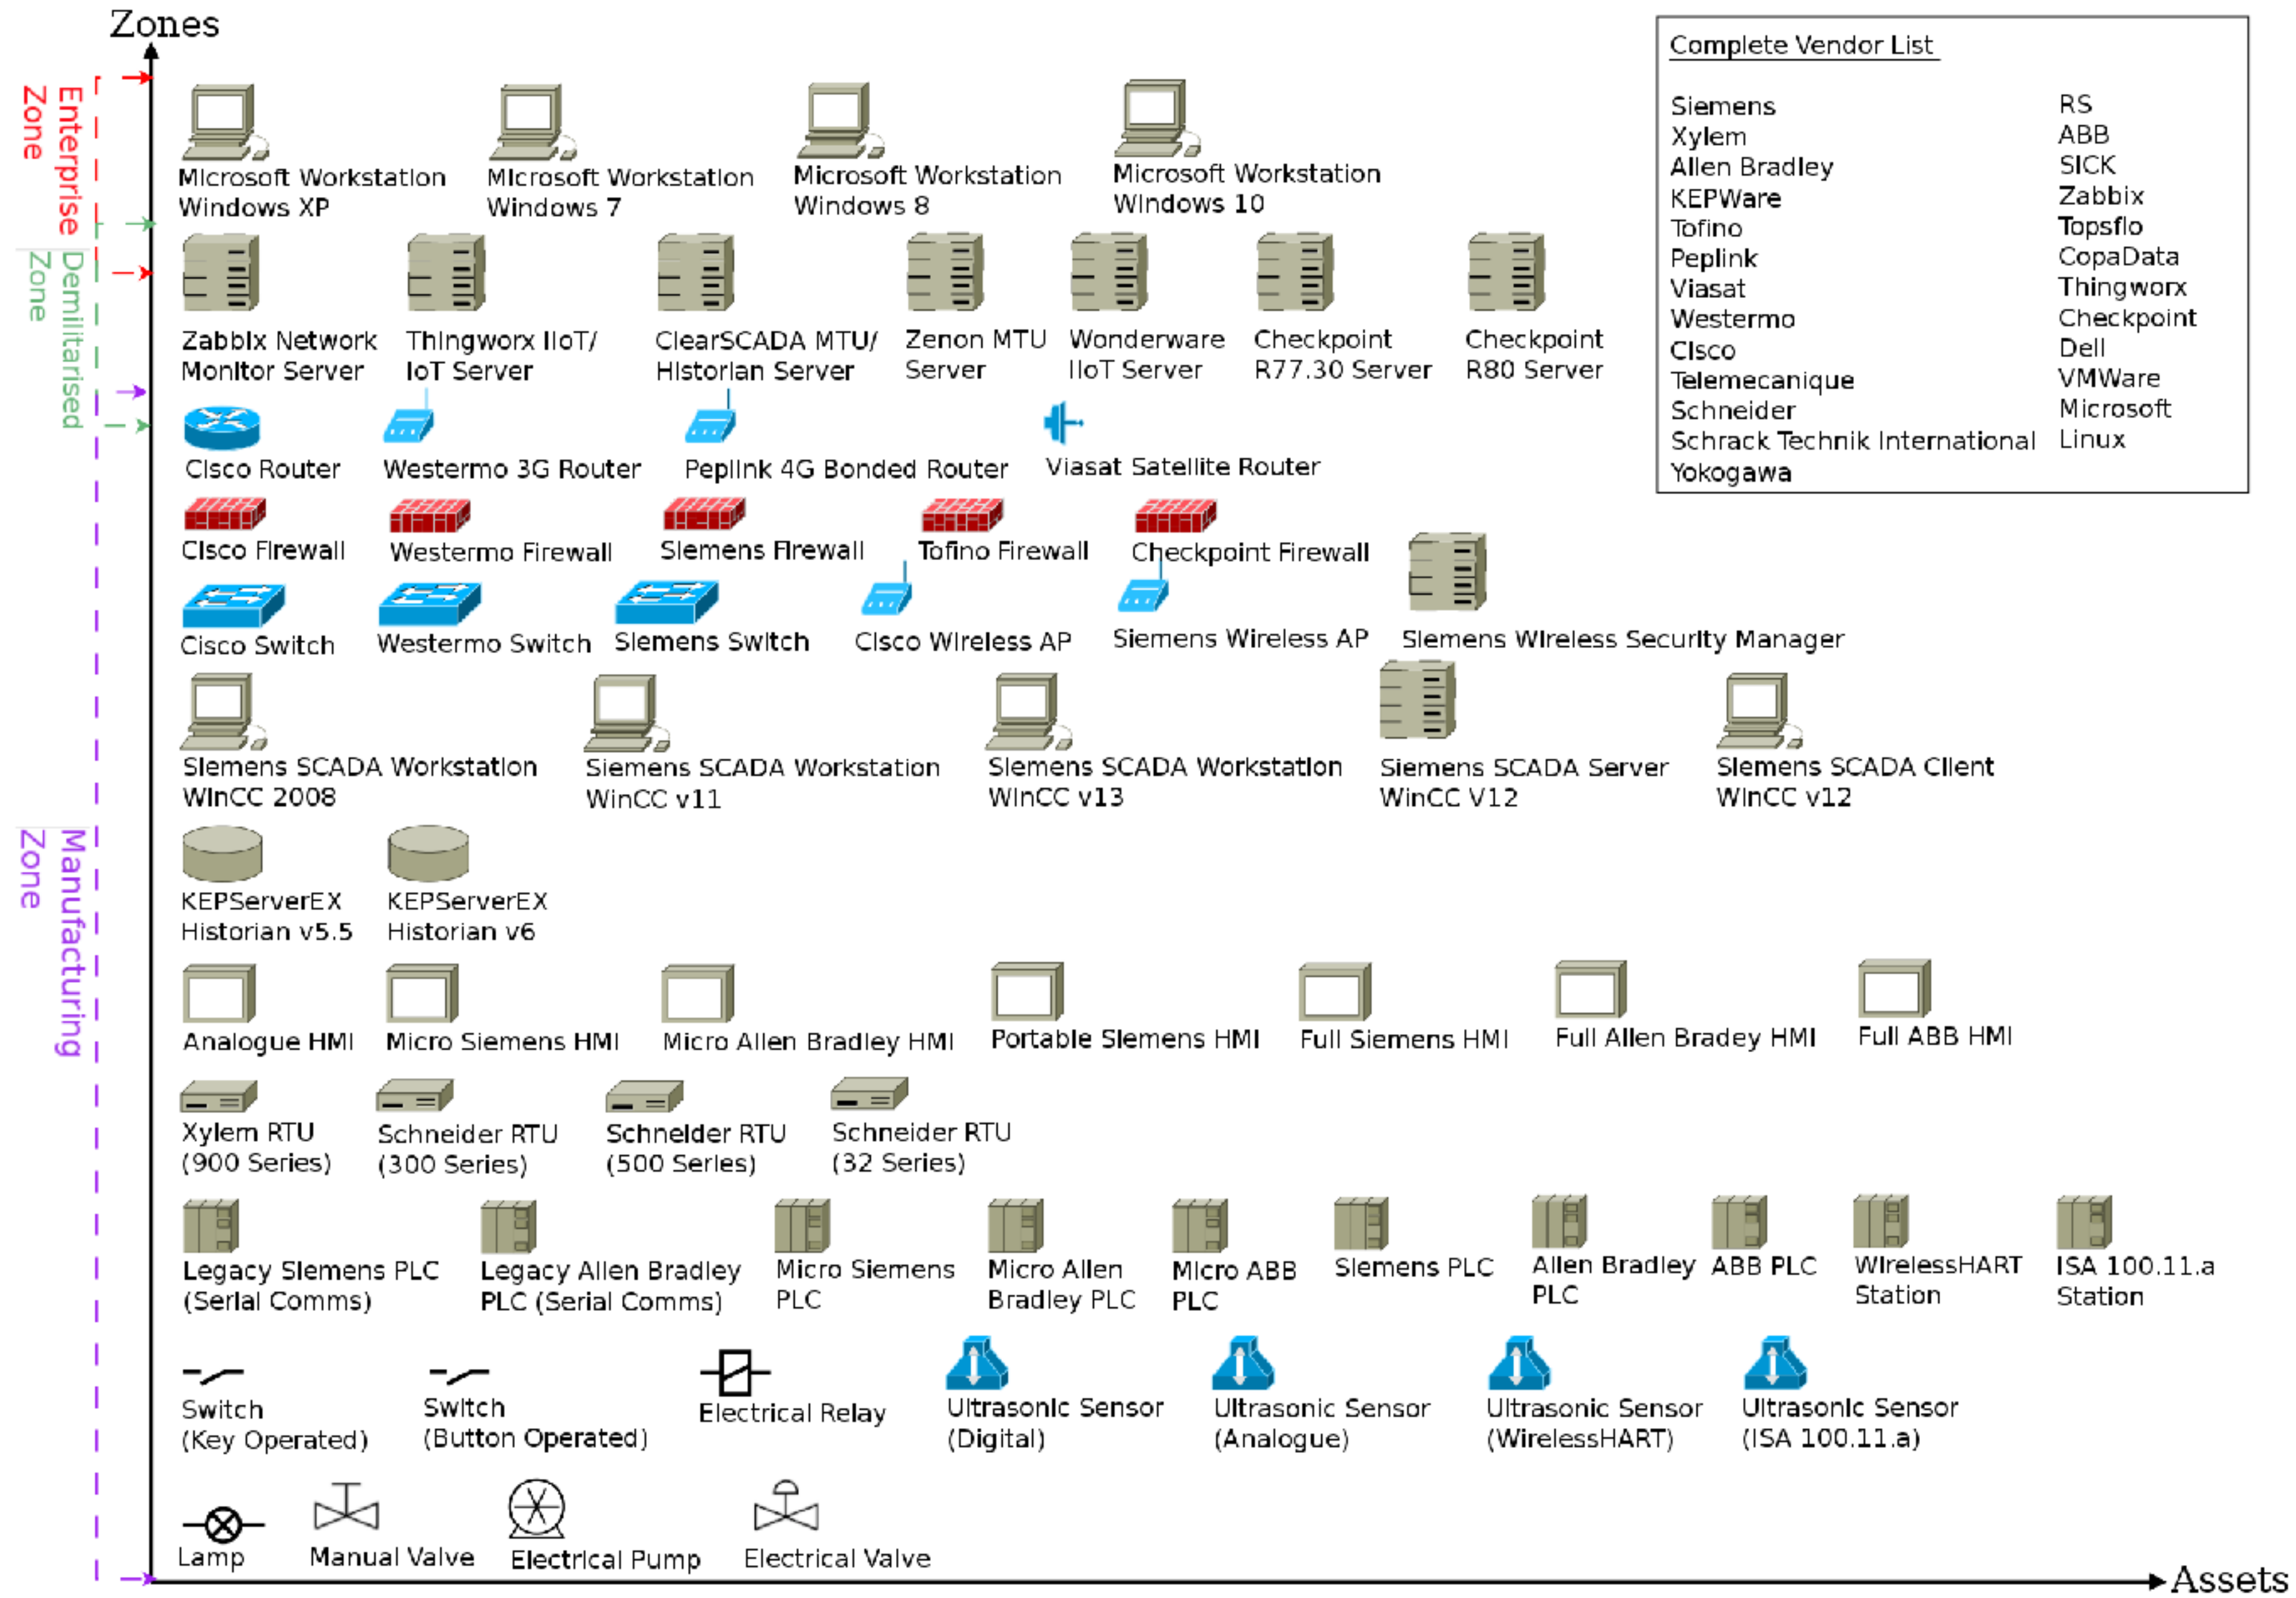 Zones
Enterprise
Zone
Demilitarised
Zone
Manufacturing
Zone
Complete Vendor List
Siemens
Xylem
Allen Bradley
KEPWare
Tofino
Peplink
Viasat
Westermo
Cisco
Telemecanique
Schneider
Schrack Technik International
Yokogawa
RS
ABB
SICK
Zabbix
Topsflo
CopaData
Thingworx
Checkpoint
Dell
VMWare
Microsoft
Linux
Microsoft Workstation
Windows XP
Microsoft Workstation
Windows 7
Microsoft Workstation
Windows 8
Microsoft Workstation
Windows 10
Zabbix Network
Monitor Server
Thingworx IIoT/
IoT Server
ClearSCADA MTU/
Historian Server
Zenon MTU
Server
Wonderware
IIoT Server
Checkpoint
R77.30 Server
Checkpoint
R80 Server
Cisco Router
Westermo 3G Router
Peplink 4G Bonded Router
Viasat Satellite Router
Cisco Firewall
Westermo Firewall
Siemens Firewall
Tofino Firewall
Checkpoint Firewall
Cisco Switch
Westermo Switch
Siemens Switch
Cisco Wireless AP
Siemens Wireless AP
Siemens Wireless Security Manager
Siemens SCADA Workstation
WinCC 2008
Siemens SCADA Workstation
WinCC v11
Siemens SCADA Workstation
WinCC v13
Siemens SCADA Server
WinCC V12
Siemens SCADA Client
WinCC v12
KEPServerEX
Historian v5.5
KEPServerEX
Historian v6
Analogue HMI
Micro Siemens HMI
Micro Allen Bradley HMI
Portable Siemens HMI
Full Siemens HMI
Full Allen Bradey HMI
Full ABB HMI
Xylem RTU
(900 Series)
Schneider RTU
(300 Series)
Schneider RTU
(500 Series)
Schneider RTU
(32 Series)
Legacy Siemens PLC
(Serial Comms)
Legacy Allen Bradley
PLC (Serial Comms)
Micro Siemens
PLC
Micro Allen
Bradley PLC
Micro ABB
PLC
Siemens PLC
Allen Bradley
PLC
ABB PLC
WirelessHART
Station
ISA 100.11.a
Station
Switch
(Key Operated)
Switch
(Button Operated)
Electrical Relay
Ultrasonic Sensor
(Digital)
Ultrasonic Sensor
(Analogue)
Ultrasonic Sensor
(WirelessHART)
Ultrasonic Sensor
(ISA 100.11.a)
Lamp
Manual Valve
Electrical Pump
Electrical Valve
Assets